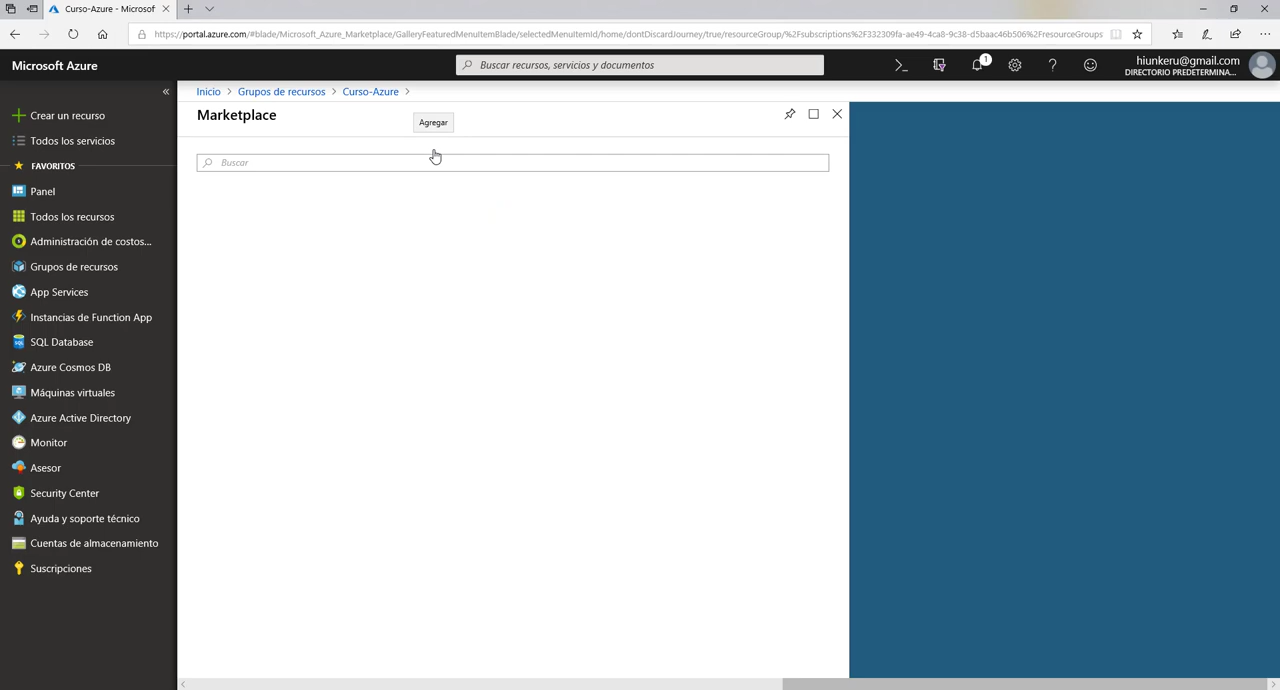 Curso-Azure - Microsof
https://portal.azure.com/#blade/Microsoft_Azure_Marketplace/GalleryFeaturedMenuItemBlade/selectedMenuItemId/home/dontDiscardJourney/true/resourceGroup/%2Fsubscriptions%2F332309fa-ae49-4ca8-9c38-d5baac46b506%2FresourceGroups
Microsoft Azure
Buscar recursos, servicios y documentos
1
hiunkeru@gmail.com
DIRECTORIO PREDETERMINA...
Inicio > Grupos de recursos > Curso-Azure >
Marketplace
Agregar
Buscar
Crear un recurso
Todos los servicios
FAVORITOS
Panel
Todos los recursos
Administración de costos...
Grupos de recursos
App Services
Instancias de Function App
SQL Database
Azure Cosmos DB
Máquinas virtuales
Azure Active Directory
Monitor
Asesor
Security Center
Ayuda y soporte técnico
Cuentas de almacenamiento
Suscripciones